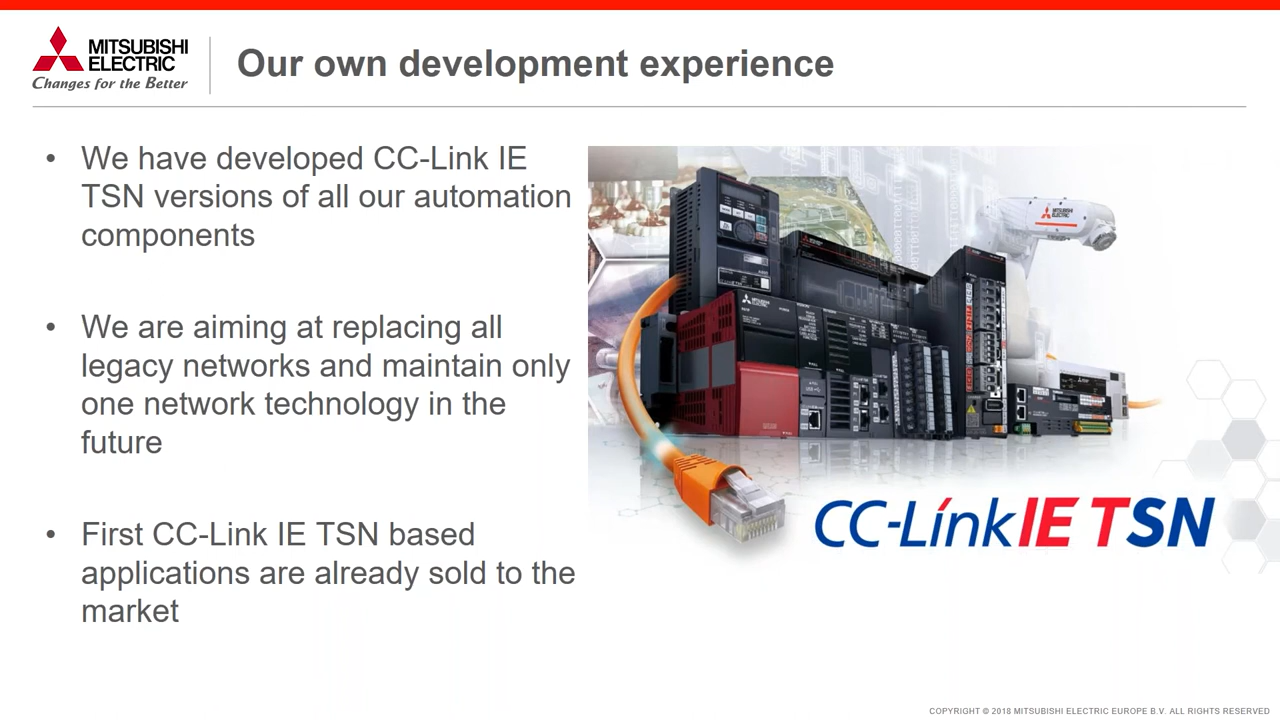 MITSUBISHI
ELECTRIC
Changes for the Better
Our own development experience
• We have developed CC-Link IE
TSN versions of all our automation
components
• We are aiming at replacing all
legacy networks and maintain only
one network technology in the
future
• First CC-Link IE TSN based
applications are already sold to the
market
MITSUBISHI
ELECTRIC
CC-Link IE TSN
COPYRIGHT © 2018 MITSUBISHI ELECTRIC EUROPE B.V. ALL RIGHTS RESERVED